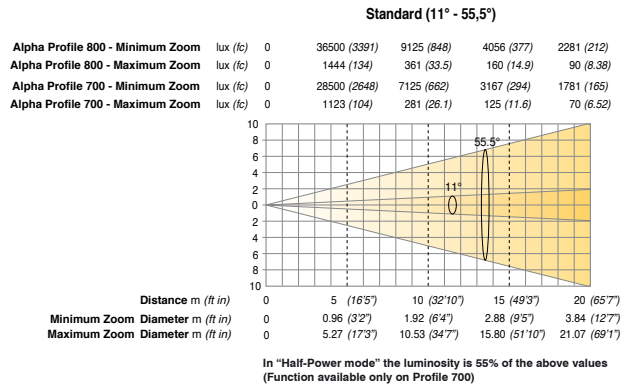 Standard (11° - 55,5°)
Alpha Profile 800 - Minimum Zoom lux (fc) 0 36500 (3391) 9125 (848) 4056 (377) 2281 (212)
Alpha Profile 800 - Maximum Zoom lux (fc) 0 1444 (134) 361 (33.5) 160 (14.9) 90 (8.38)
Alpha Profile 700 - Minimum Zoom lux (fc) 0 28500 (2648) 7125 (662) 3167 (294) 1781 (165)
Alpha Profile 700 - Maximum Zoom lux (fc) 0 1123 (104) 281 (26.1) 125 (11.6) 70 (6.52)
10
8
55.5°
6
4
2
11°
0
2
4
6
8
10
Distance m (ft in) 0 5 (16'5") 10 (32'10") 15 (49'3") 20 (65'7")
Minimum Zoom Diameter m (ft in) 0 0.96 (3'2") 1.92 (6'4") 2.88 (9'5") 3.84 (12'7")
Maximum Zoom Diameter m (ft in) 0 5.27 (17'3") 10.53 (34'7") 15.80 (51'10") 21.07 (69'1")
In “Half-Power mode” the luminosity is 55% of the above values
(Function available only on Profile 700)